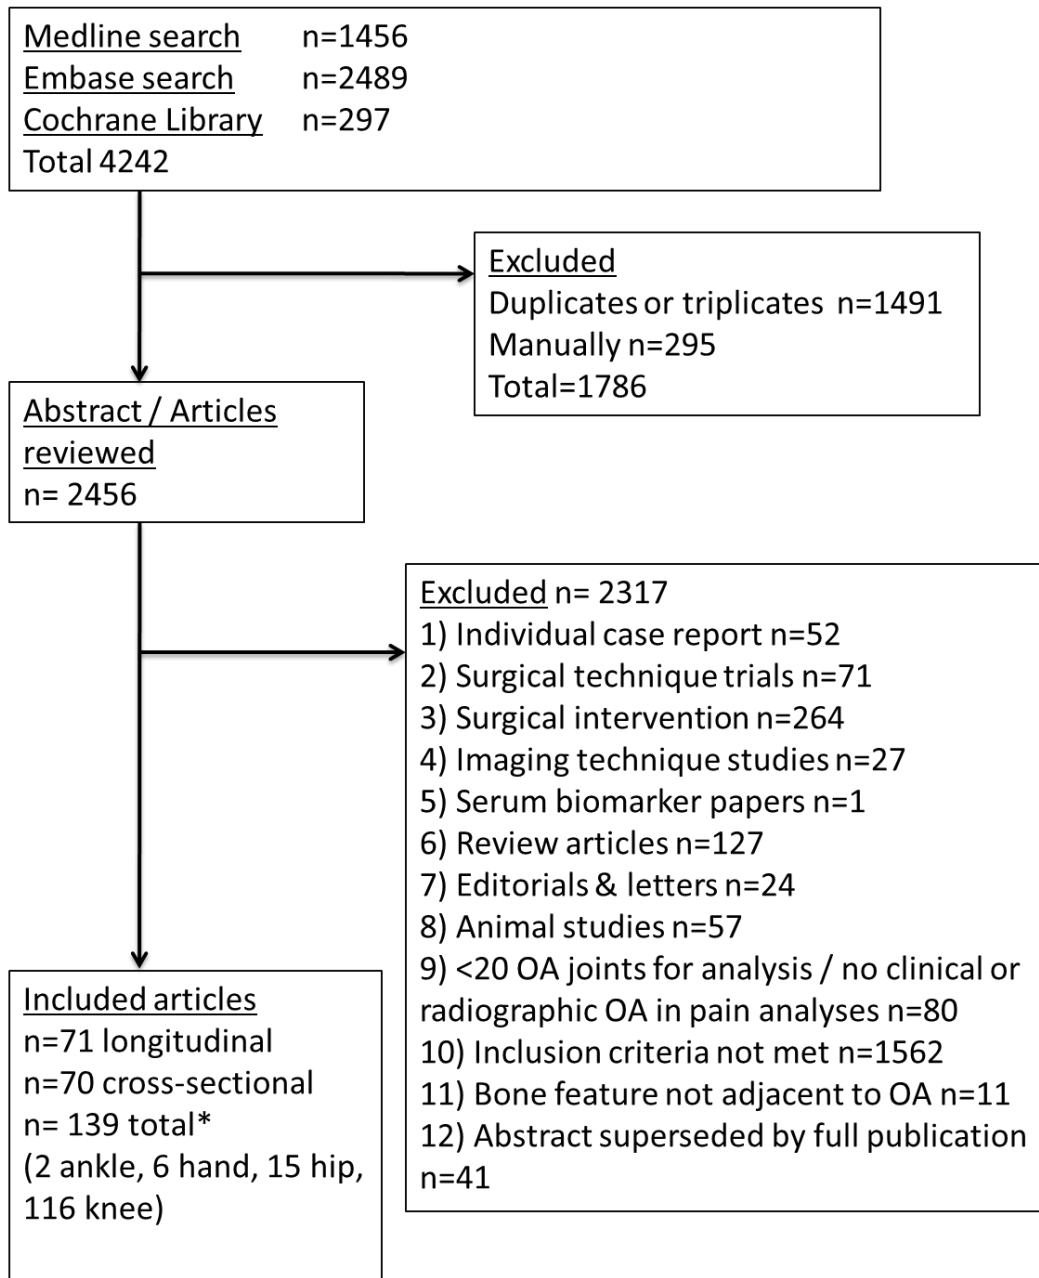 Medline search n=1456
Embase search n=2489
Cochrane Library n=297
Total 4242
Excluded
Duplicates or triplicates n=1491
Manually n=295
Total=1786
Abstract / Articles
reviewed
n= 2456
Excluded n= 2317
1) Individual case report n=52
2) Surgical technique trials n=71
3) Surgical intervention n=264
4) Imaging technique studies n=27
5) Serum biomarker papers n=1
6) Review articles n=127
7) Editorials & letters n=24
8) Animal studies n=57
9) <20 OA joints for analysis / no clinical or
radiographic OA in pain analyses n=80
10) Inclusion criteria not met n=1562
11) Bone feature not adjacent to OA n=11
12) Abstract superseded by full publication
n=41
Included articles
n=71 longitudinal
n=70 cross-sectional
n= 139 total*
(2 ankle, 6 hand, 15 hip,
116 knee)